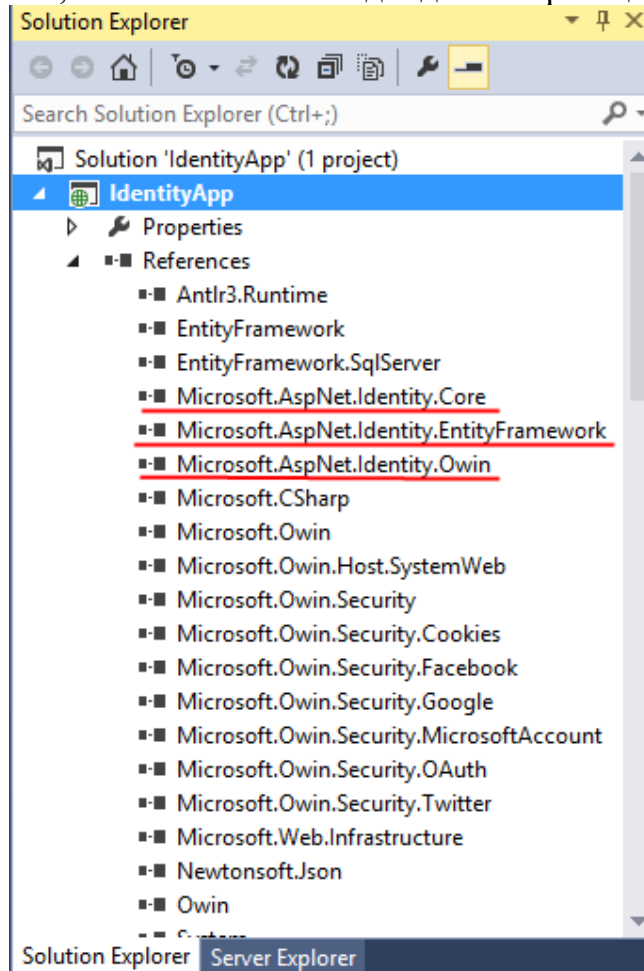 Solution Explorer
Search Solution Explorer (Ctrl+;)
Solution 'IdentityApp' (1 project)
IdentityApp
Properties
References
Antlr3.Runtime
EntityFramework
EntityFramework.SqlServer
Microsoft.AspNet.Identity.Core
Microsoft.AspNet.Identity.EntityFramework
Microsoft.AspNet.Identity.Owin
Microsoft.CSharp
Microsoft.Owin
Microsoft.Owin.Host.SystemWeb
Microsoft.Owin.Security
Microsoft.Owin.Security.Cookies
Microsoft.Owin.Security.Facebook
Microsoft.Owin.Security.Google
Microsoft.Owin.Security.MicrosoftAccount
Microsoft.Owin.Security.OAuth
Microsoft.Owin.Security.Twitter
Microsoft.Web.Infrastructure
Newtonsoft.Json
Owin
System
Solution Explorer Server Explorer